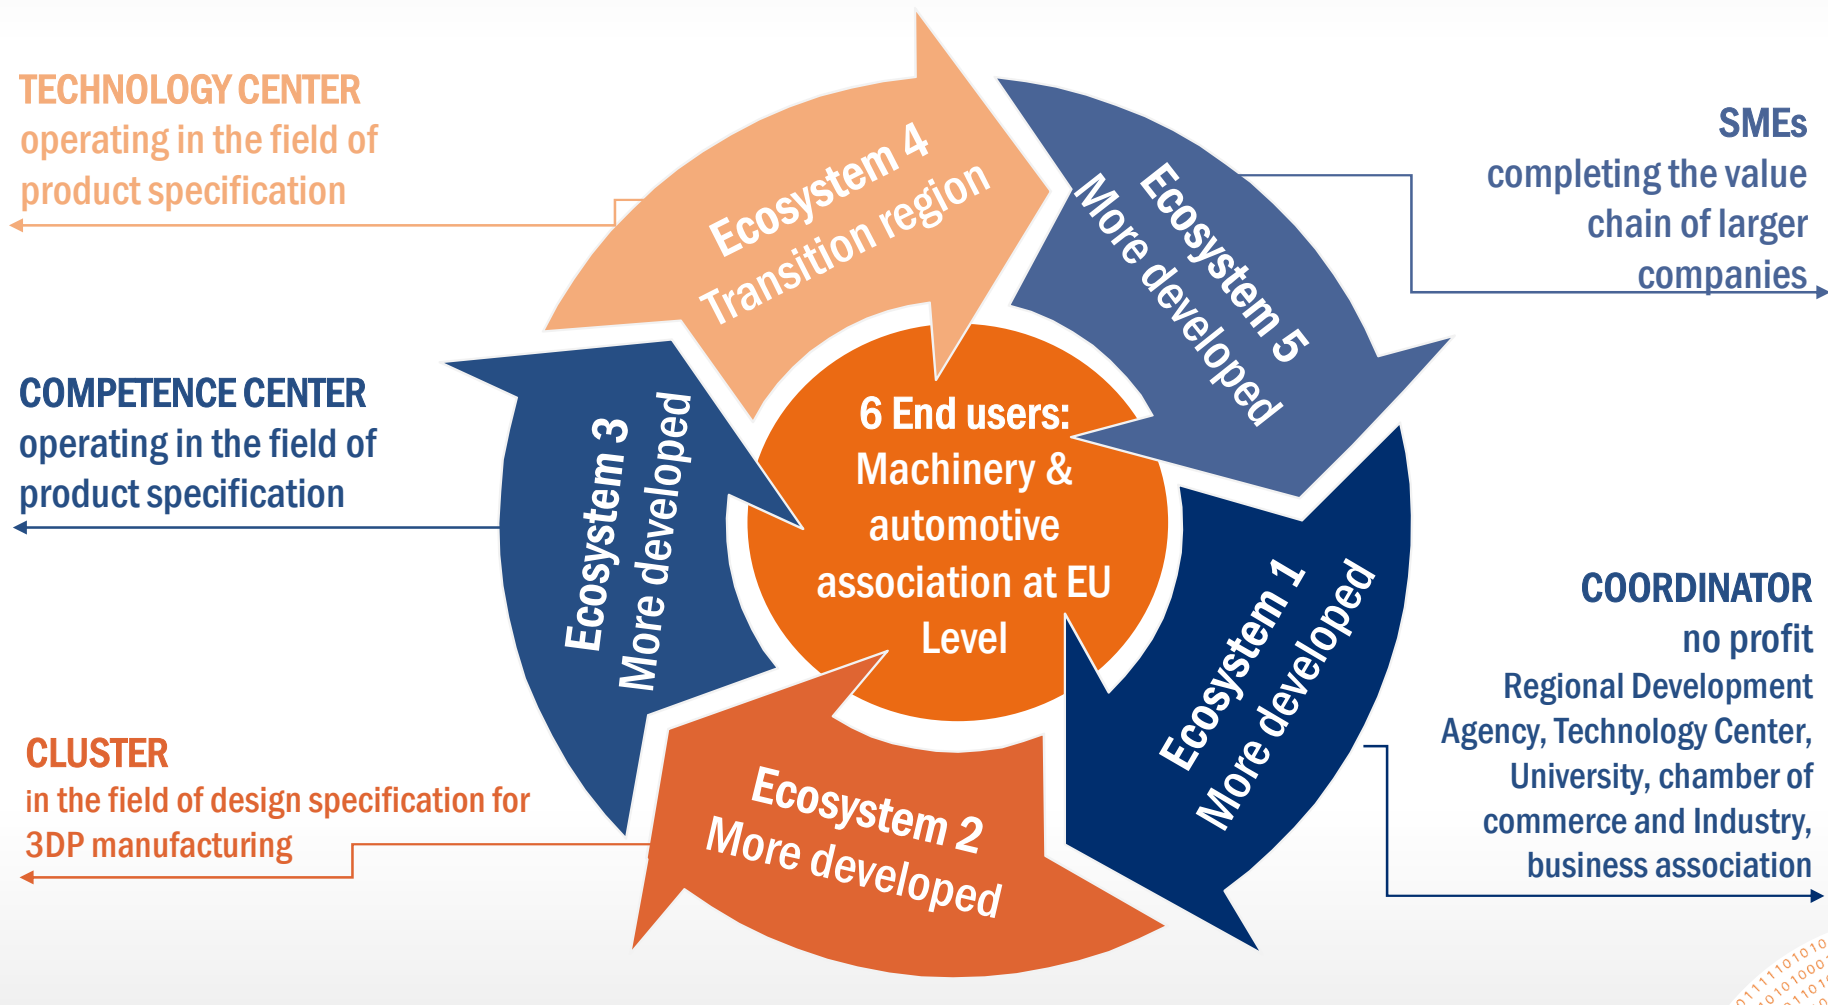 TECHNOLOGY CENTER
operating in the field of
product specification
COMPETENCE CENTER
operating in the field of
product specification
CLUSTER
in the field of design specification for
3DP manufacturing
Ecosystem 4
Transition region
Ecosystem 5
More developed
Ecosystem 3
More developed
6 End users:
Machinery &
automotive
association at EU
Level
Ecosystem 1
More developed
Ecosystem 2
More developed
SMEs
completing the value
chain of larger
companies
COORDINATOR
no profit
Regional Development
Agency, Technology Center,
University, chamber of
commerce and Industry,
business association